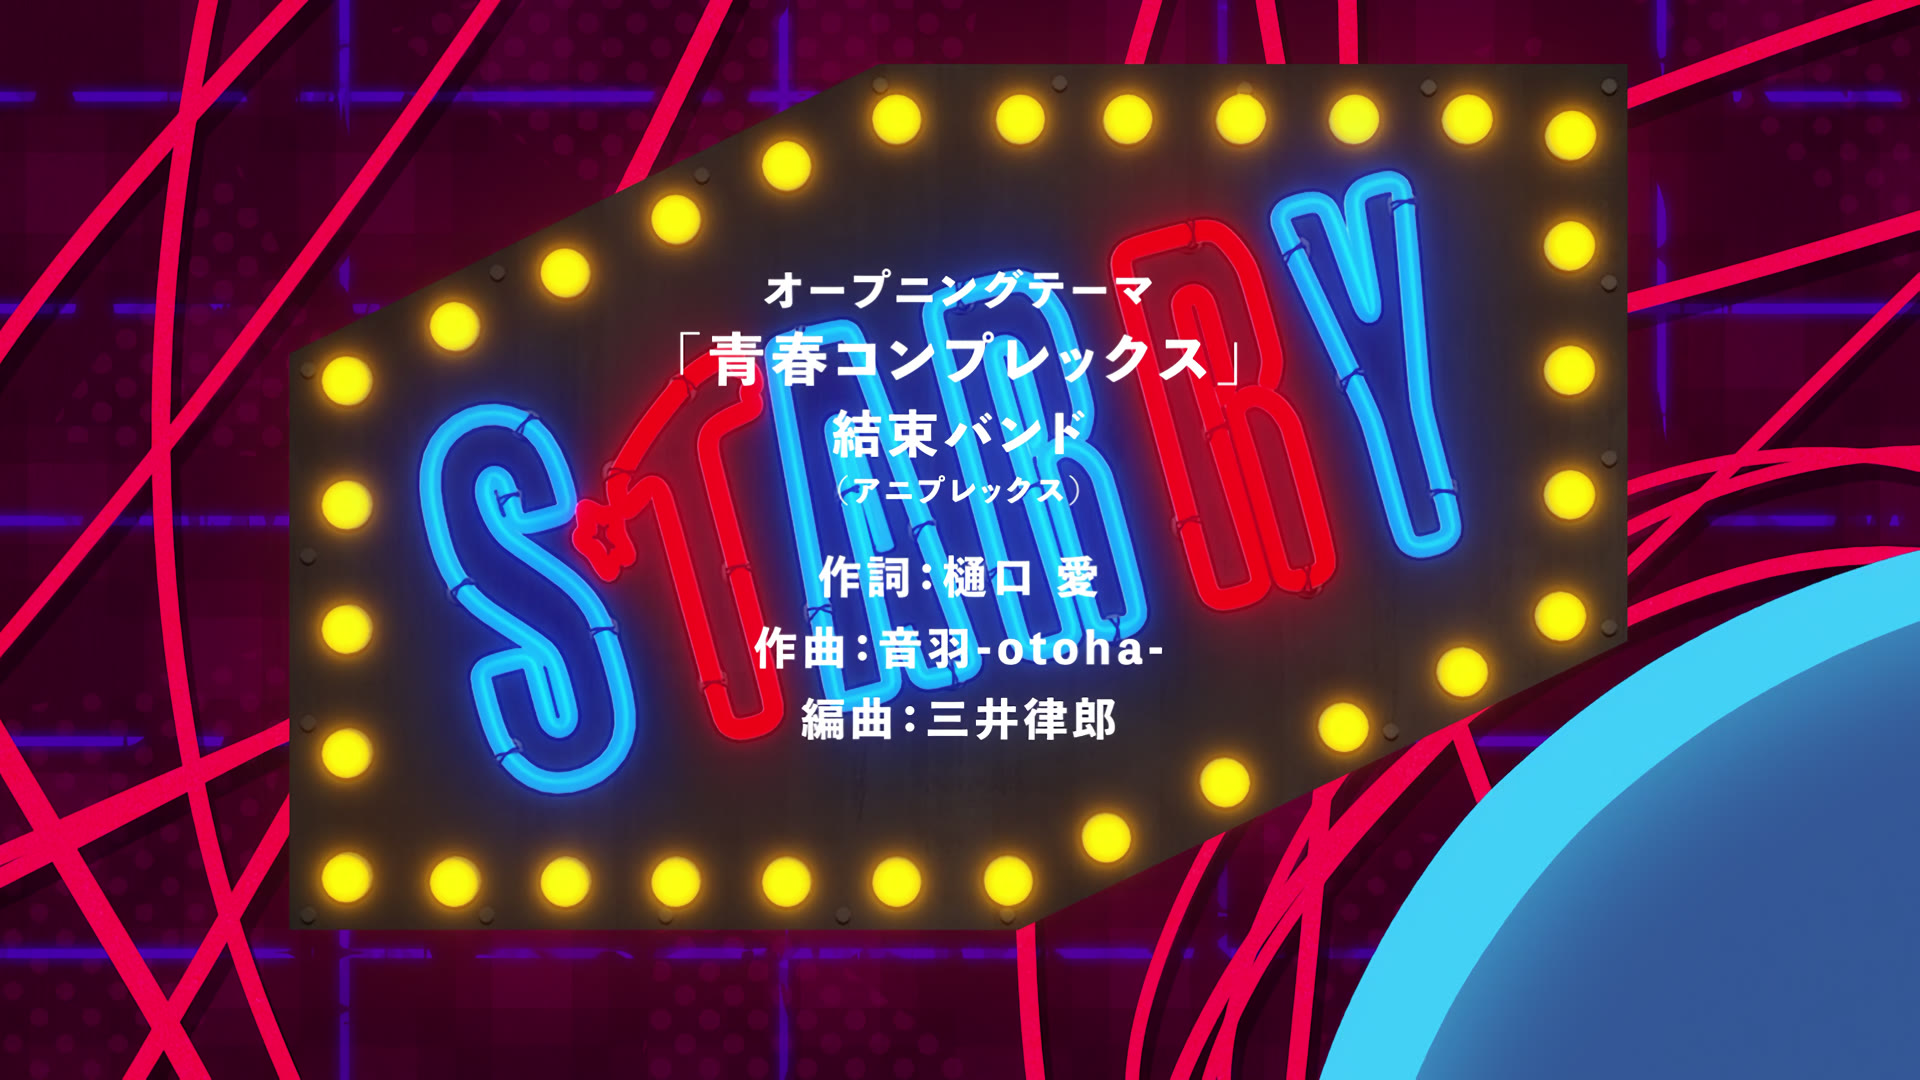 オープニングテーマ
「青春コンプレックス」
結束バンド
（アニプレックス）
作詞：樋口 愛
作曲：音羽-otoha-
編曲：三井律郎
STARRY